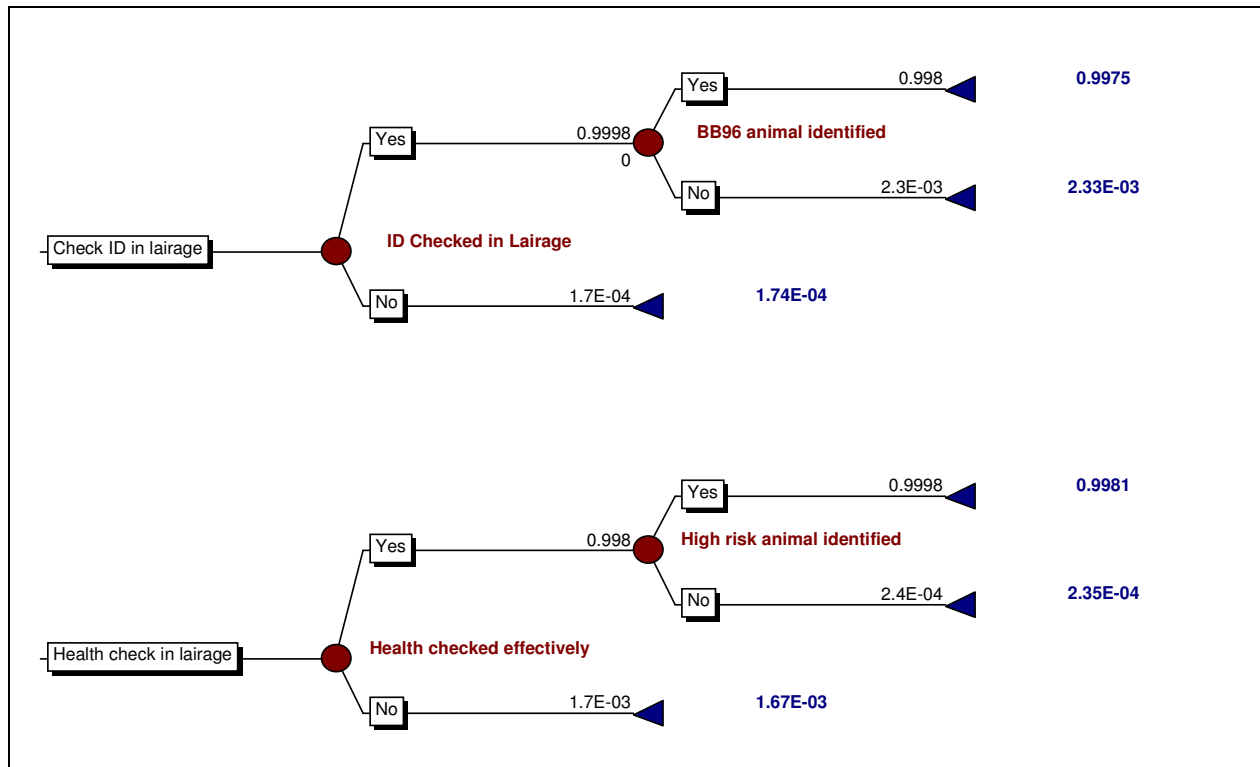 Yes
0.998
0.9975
Yes
0.9998
BB96 animal identified
0
No
2.3E-03
2.33E-03
Check ID in lairage
ID Checked in Lairage
No
1.7E-04
1.74E-04
Yes
0.9998
0.9981
Yes
0.998
High risk animal identified
No
2.4E-04
2.35E-04
Health check in lairage
Health checked effectively
No
1.7E-03
1.67E-03